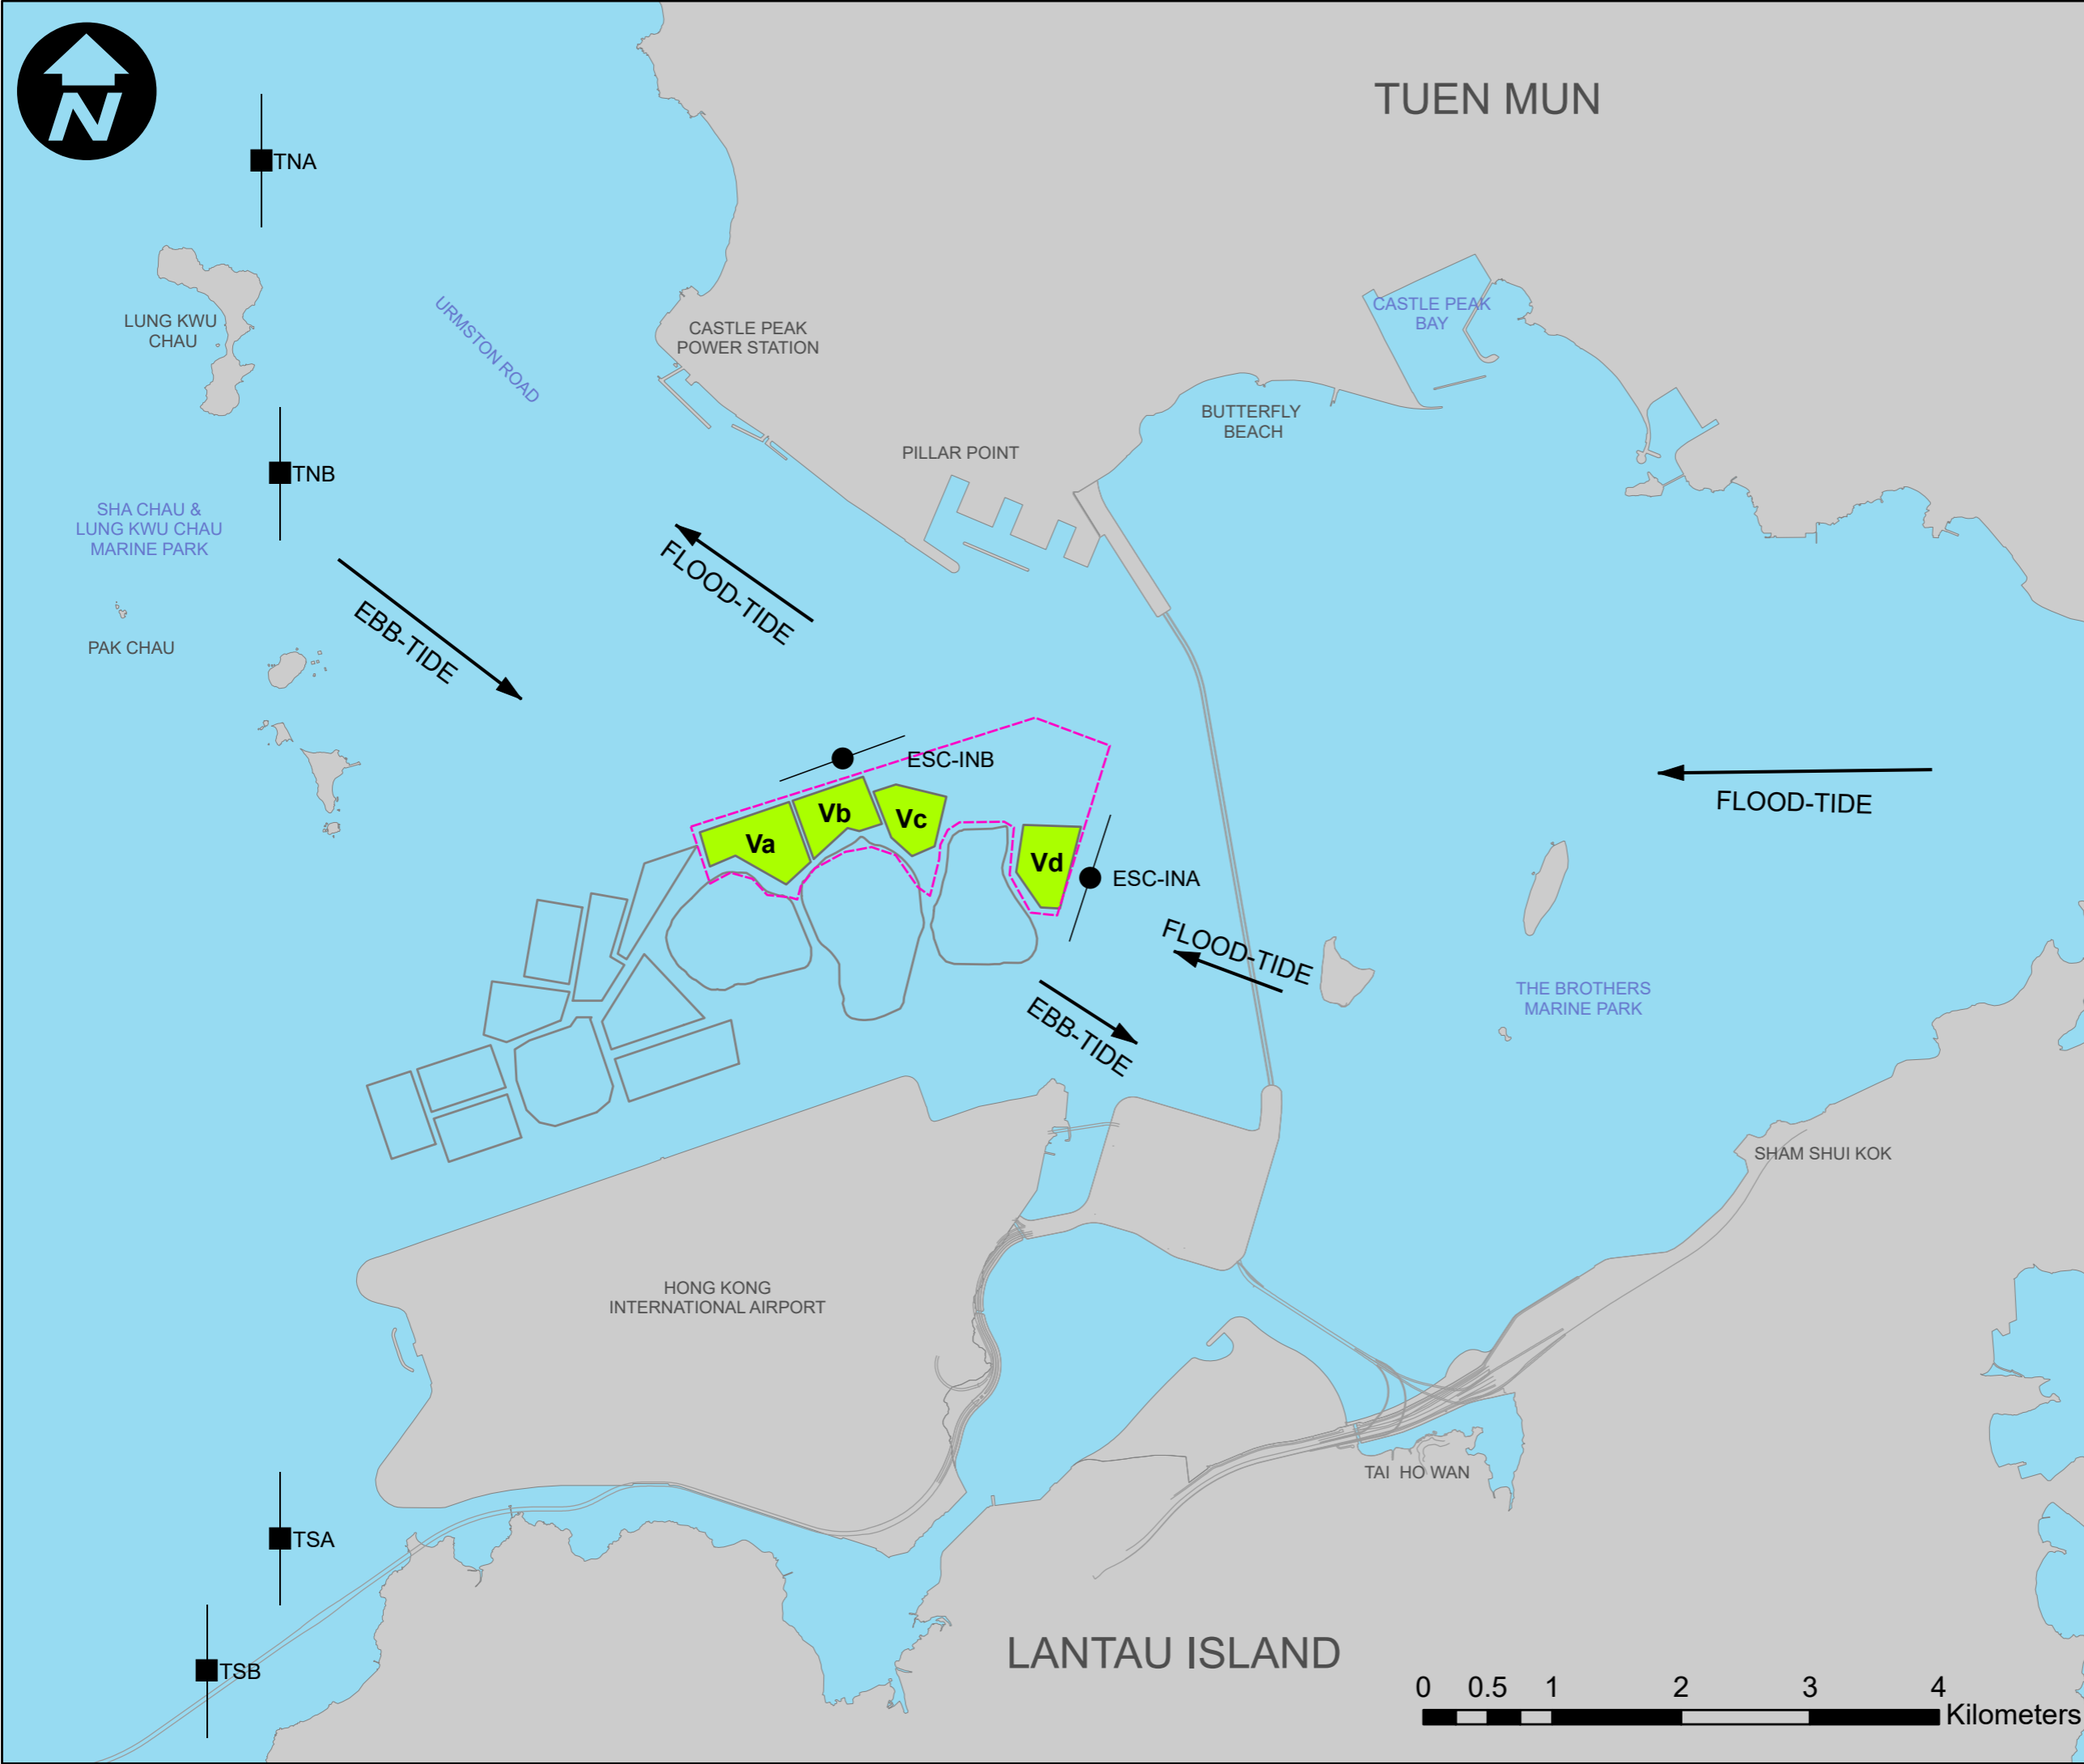 N
TUEN MUN
TNA
LUNG KWU
CHAU
URMSTON ROAD
CASTLE PEAK
POWER STATION
CASTLE PEAK
BAY
BUTTERFLY
BEACH
PILLAR POINT
TNB
SHA CHAU &
LUNG KWU CHAU
MARINE PARK
FLOOD-TIDE
EBB-TIDE
PAK CHAU
ESC-INB
FLOOD-TIDE
Va
Vb
Vc
Vd
ESC-INA
FLOOD-TIDE
EBB-TIDE
THE BROTHERS
MARINE PARK
SHAM SHUI KOK
HONG KONG
INTERNATIONAL AIRPORT
TAI HO WAN
TSA
TSB
LANTAU ISLAND
0 0.5 1 2 3 4
Kilometers